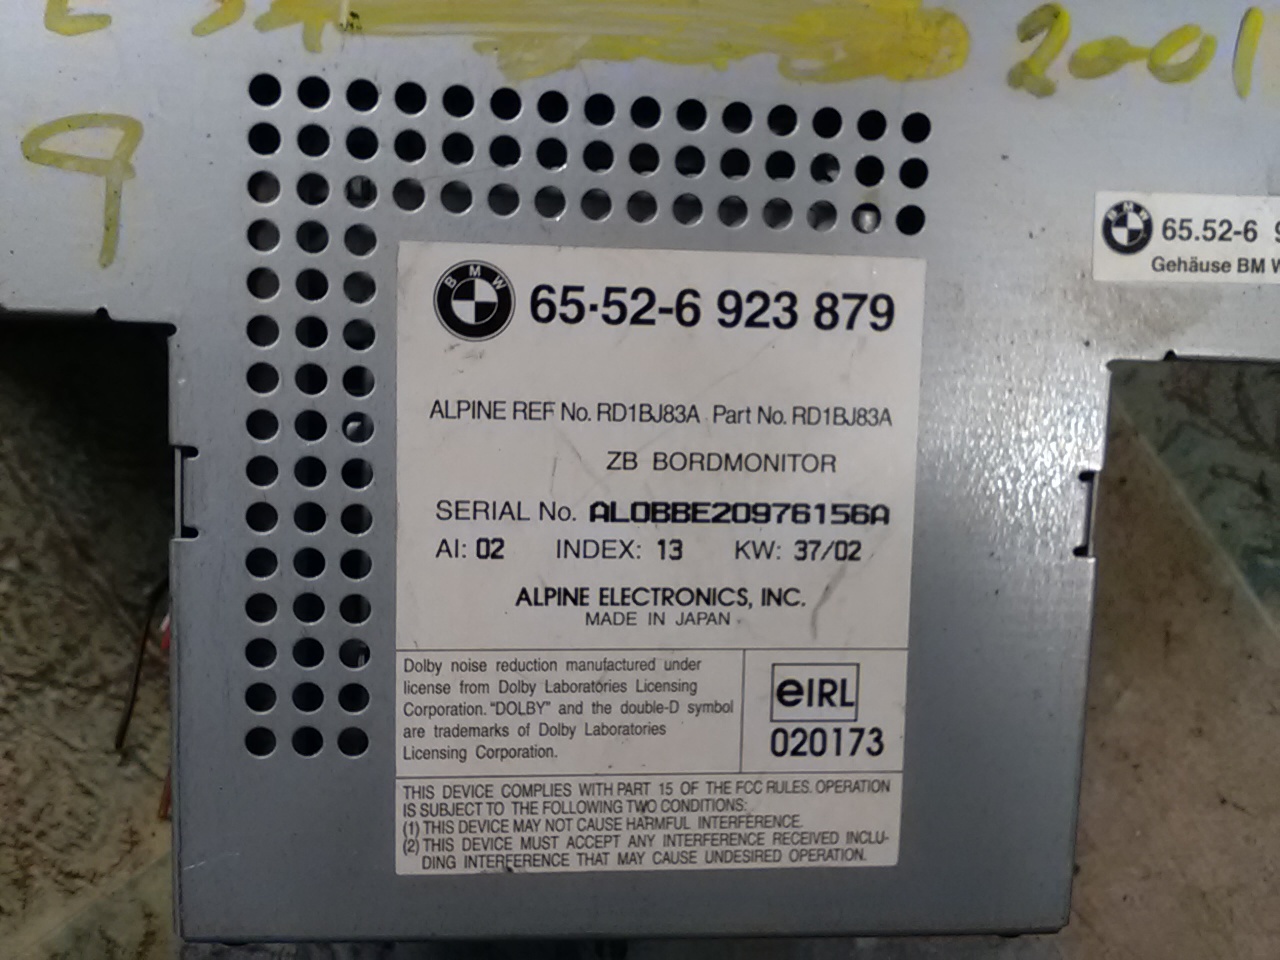 2001
9
BMW
65.52-6
Gehäuse BM
BMW
65·52-6 923 879
ALPINE REF No. RD1BJ83A Part No. RD1BJ83A
ZB BORDMONITOR
SERIAL No. AL0BBE20976156A
AI: 02 INDEX: 13 KW: 37/02
ALPINE ELECTRONICS, INC.
MADE IN JAPAN
Dolby noise reduction manufactured under
license from Dolby Laboratories Licensing
Corporation. "DOLBY" and the double-D symbol
are trademarks of Dolby Laboratories
Licensing Corporation.
eIRL
020173
THIS DEVICE COMPLIES WITH PART 15 OF THE FCC RULES. OPERATION
IS SUBJECT TO THE FOLLOWING TWO CONDITIONS:
(1) THIS DEVICE MAY NOT CAUSE HARMFUL INTERFERENCE.
(2) THIS DEVICE MUST ACCEPT ANY INTERFERENCE RECEIVED INCLU-
DING INTERFERENCE THAT MAY CAUSE UNDESIRED OPERATION.